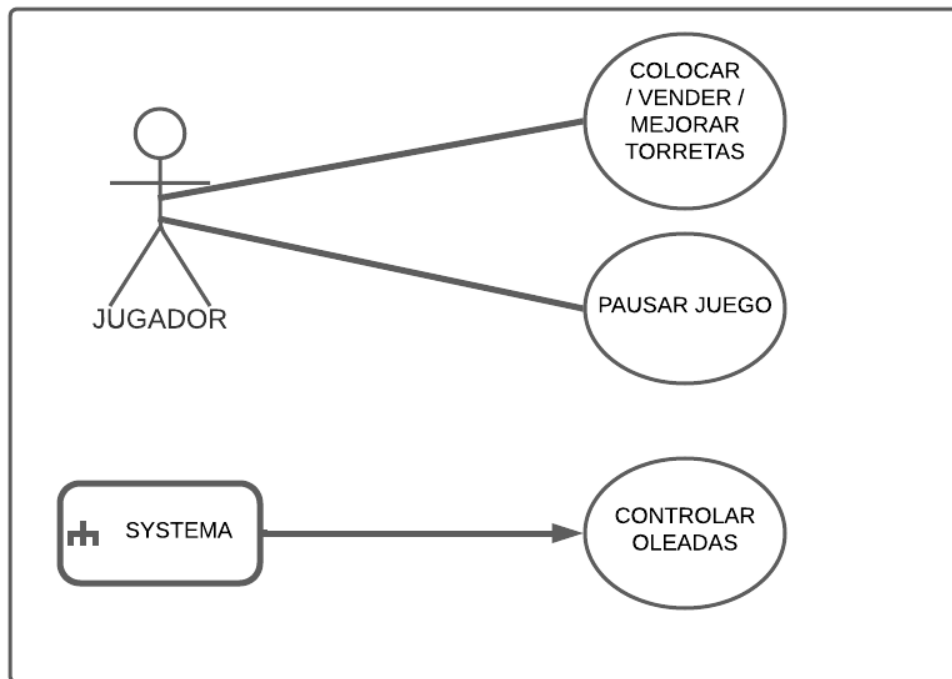 COLOCAR
/ VENDER /
MEJORAR
TORRETAS
JUGADOR
PAUSAR JUEGO
SYSTEMA
CONTROLAR
OLEADAS